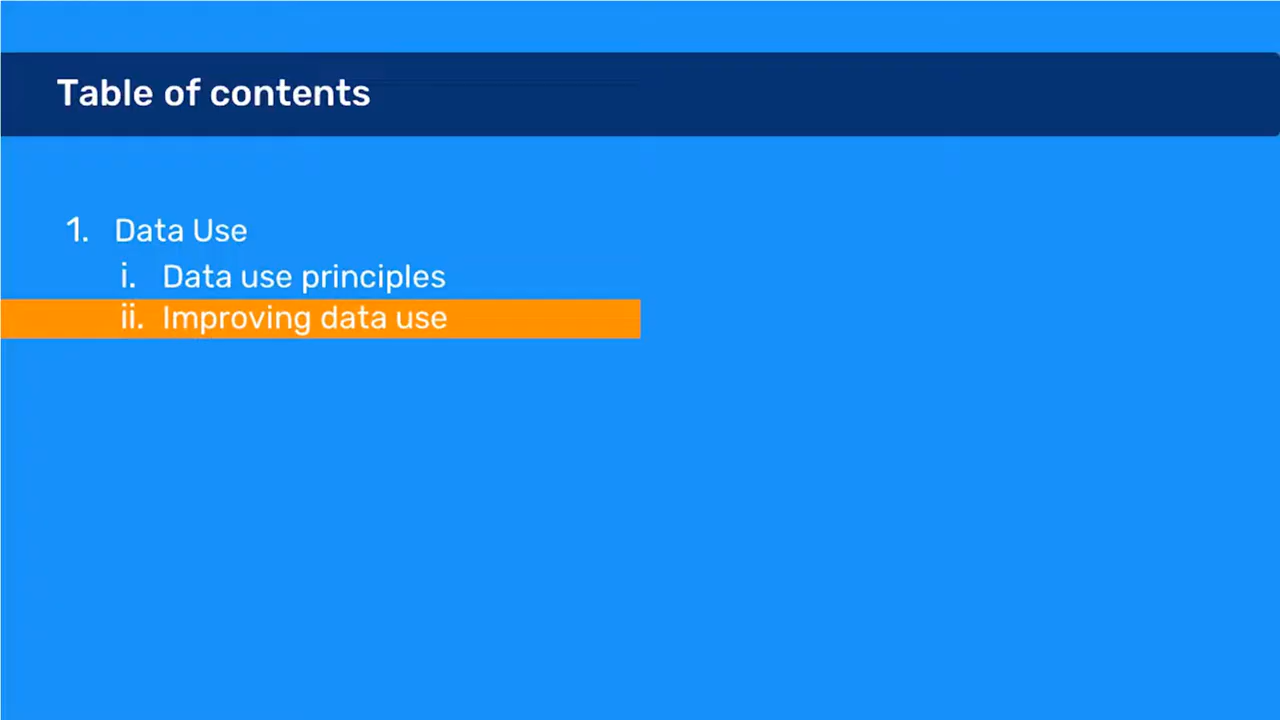 Table of contents
1. Data Use
i. Data use principles
ii. Improving data use